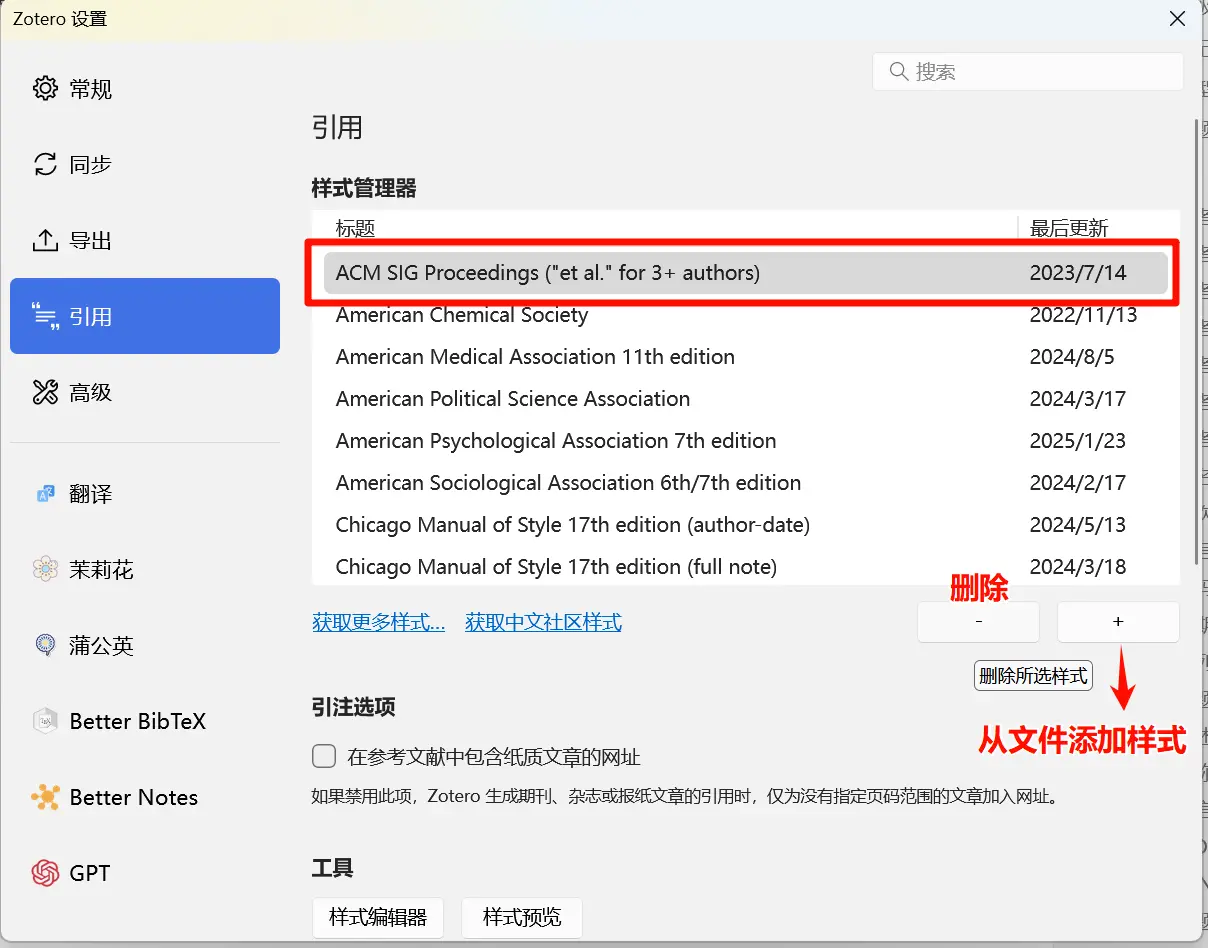 Zotero 设置
搜索
常规
同步
导出
引用
高级
翻译
茉莉花
蒲公英
Better BibTeX
Better Notes
GPT
引用
样式管理器
标题 最后更新
ACM SIG Proceedings ("et al." for 3+ authors) 2023/7/14
American Chemical Society 2022/11/13
American Medical Association 11th edition 2024/8/5
American Political Science Association 2024/3/17
American Psychological Association 7th edition 2025/1/23
American Sociological Association 6th/7th edition 2024/2/17
Chicago Manual of Style 17th edition (author-date) 2024/5/13
Chicago Manual of Style 17th edition (full note) 2024/3/18
删除
获取更多样式... 获取中文社区样式 - +
删除所选样式
从文件添加样式
引注选项
在参考文献中包含纸质文章的网址
如果禁用此项，Zotero 生成期刊、杂志或报纸文章的引用时，仅为没有指定页码范围的文章加入网址。
工具
样式编辑器 样式预览